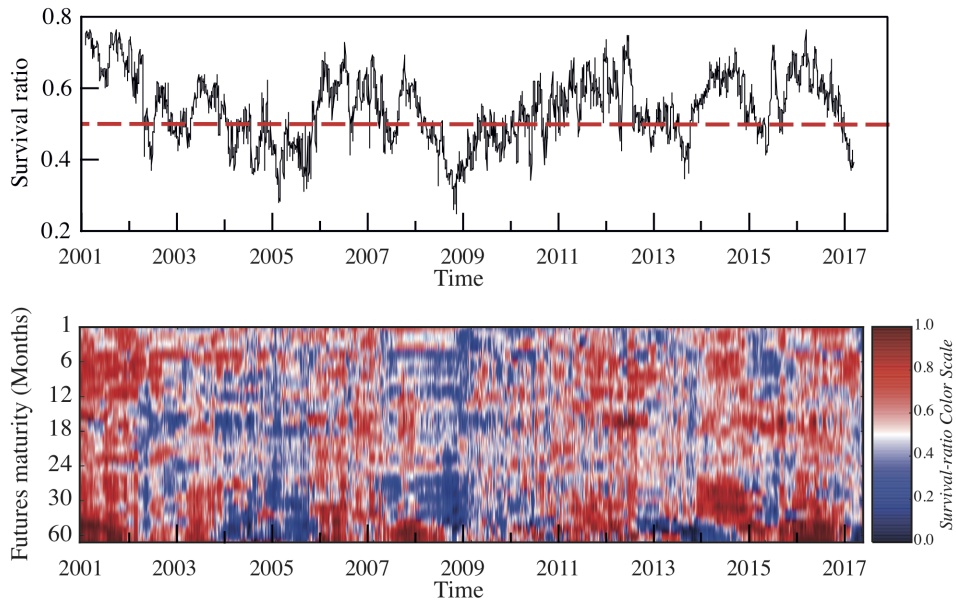 Survival ratio
0.8
0.6
0.4
0.2
2001 2003 2005 2007 2009 2011 2013 2015 2017
Time
Futures maturity (Months)
1
6
12
18
24
30
60
2001 2003 2005 2007 2009 2011 2013 2015 2017
Time
1.0
0.8
0.6
0.4
0.2
0.0
Survival-ratio Color Scale